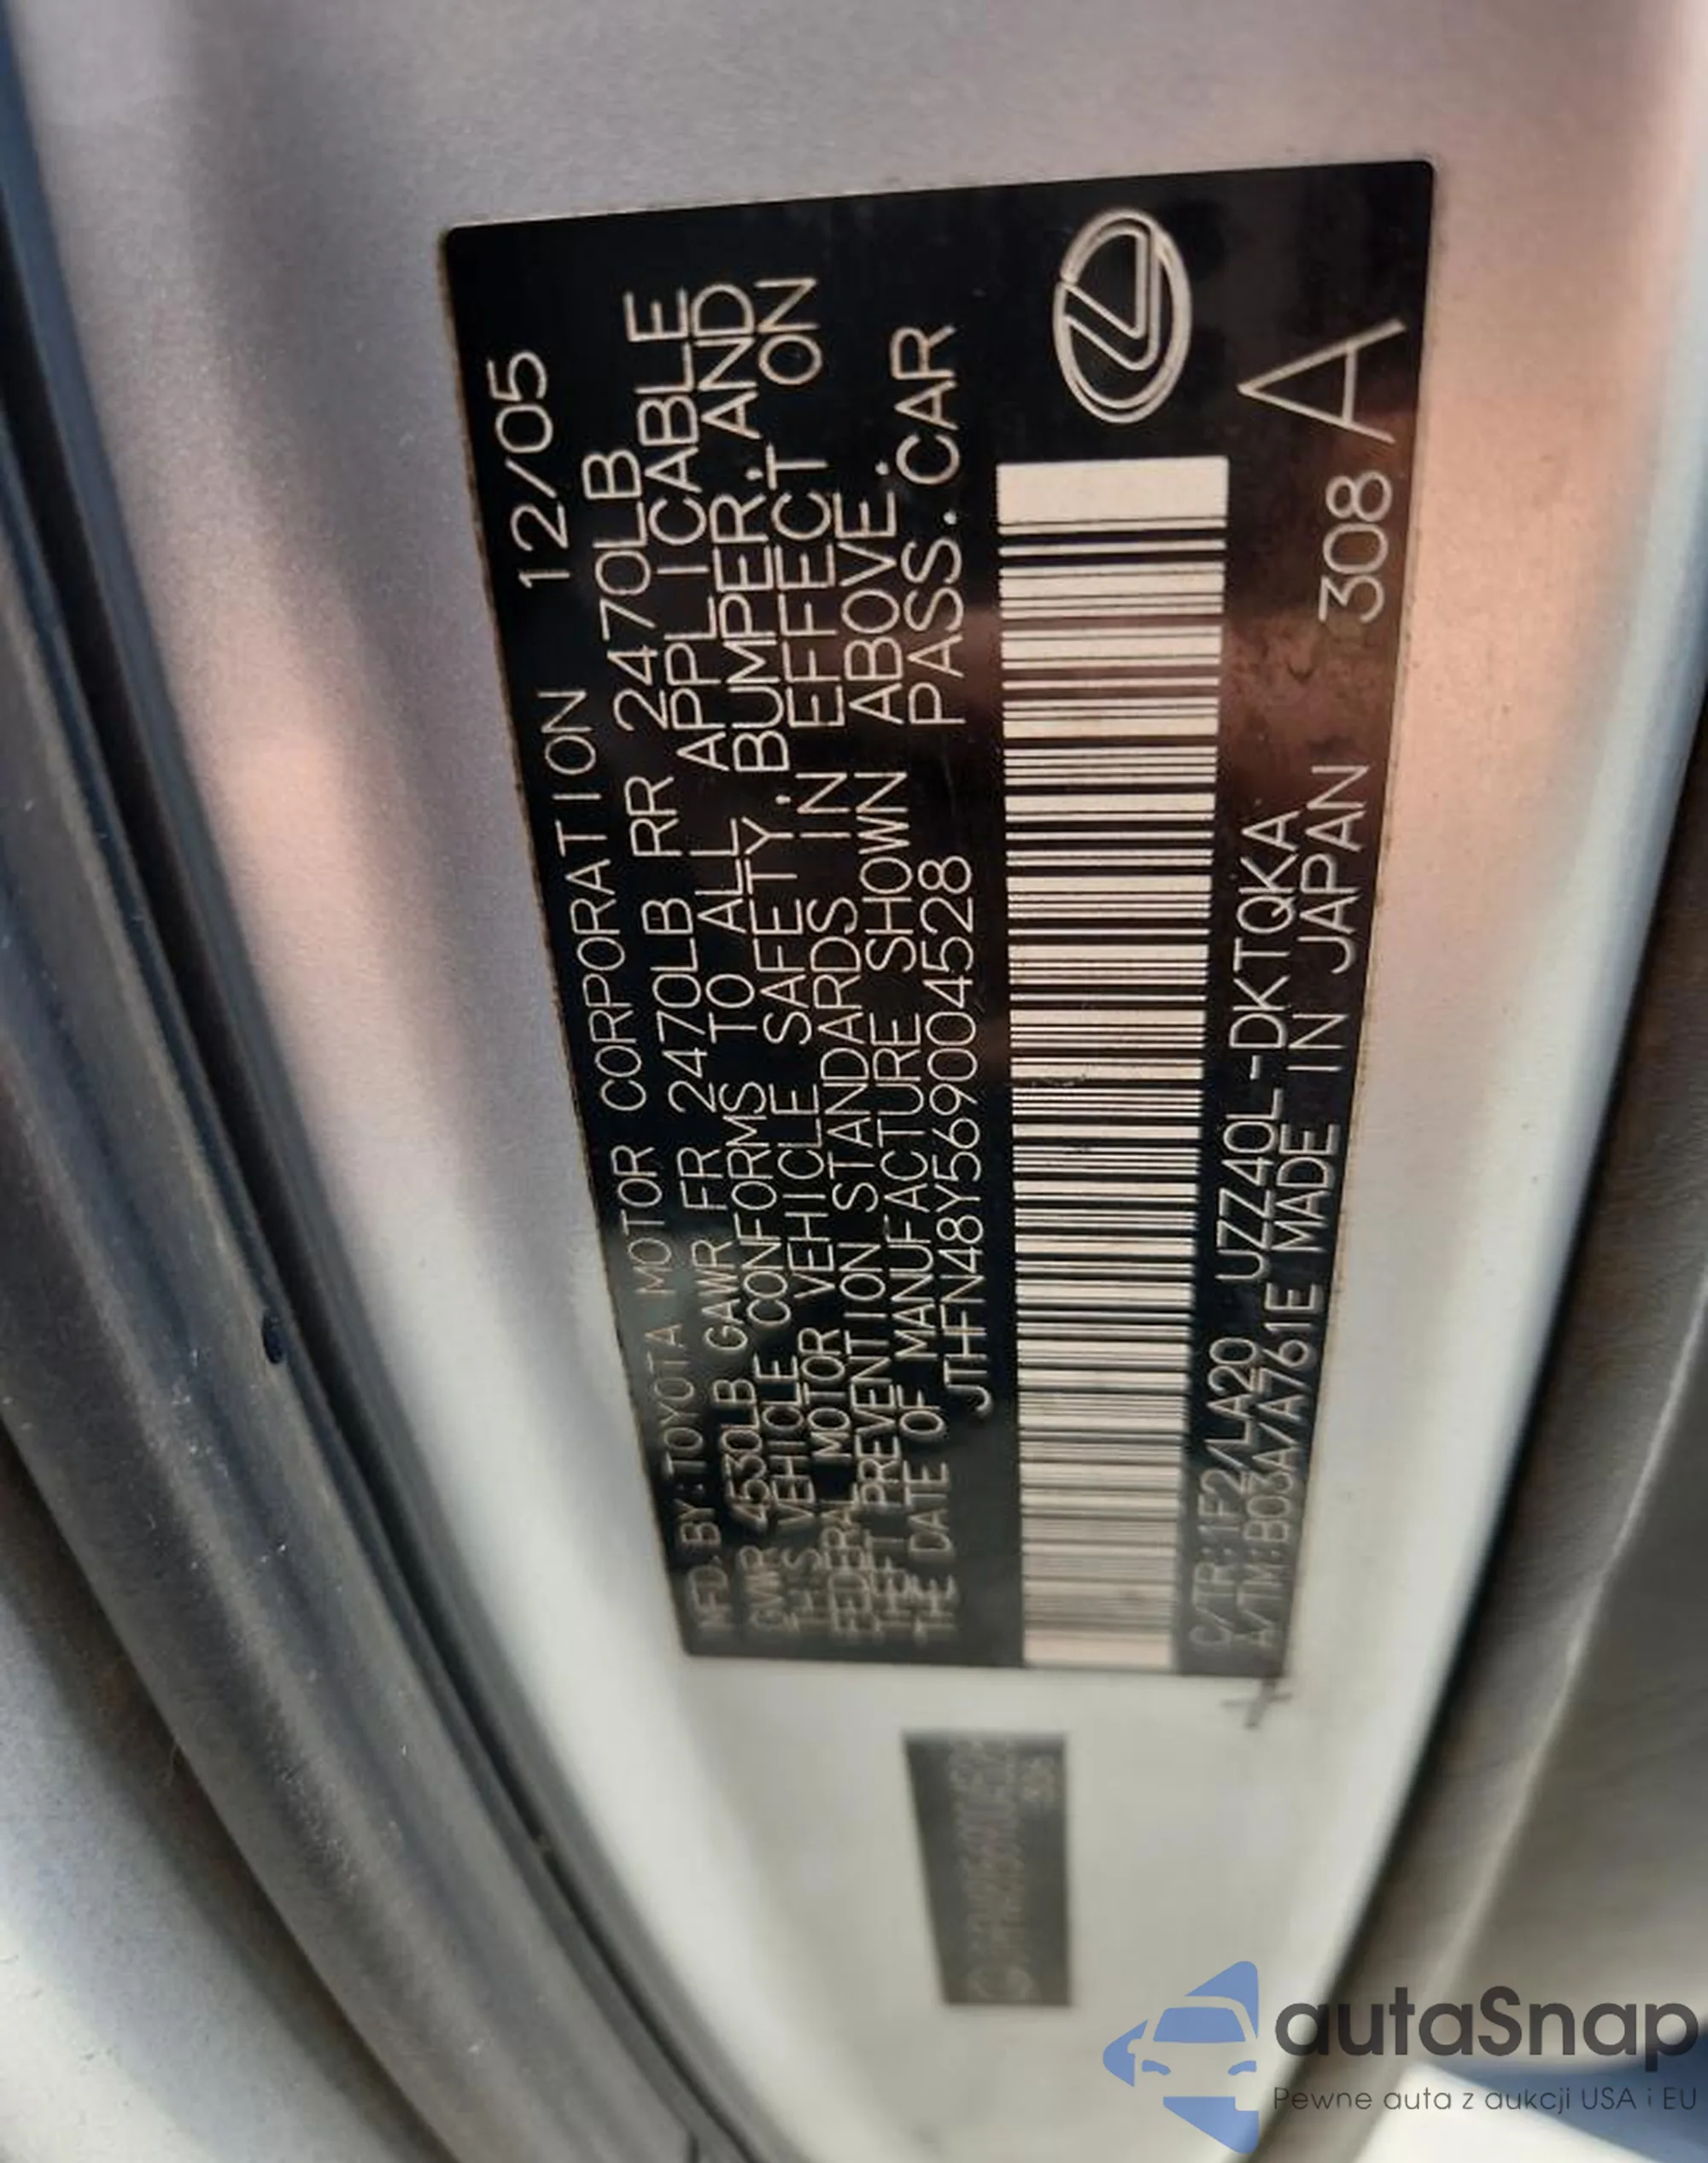 MFD.BY:TOYOTA MOTOR CORPORATION 12/05
GVWR 4530LB GAWR FR 2470LB RR 2470LB
THIS VEHICLE CONFORMS TO ALL APPLICABLE
FEDERAL MOTOR VEHICLE SAFETY,BUMPER,AND
THEFT PREVENTION STANDARDS IN EFFECT ON
THE DATE OF MANUFACTURE SHOWN ABOVE.
JTHFN48Y569004528 PASS.CAR
C/TR:1F2/LA20 UZZ40L-DKTQKA
A/TM:B03A/A761E MADE IN JAPAN 308 A
autaSnap
Pewne auta z aukcji USA i EU